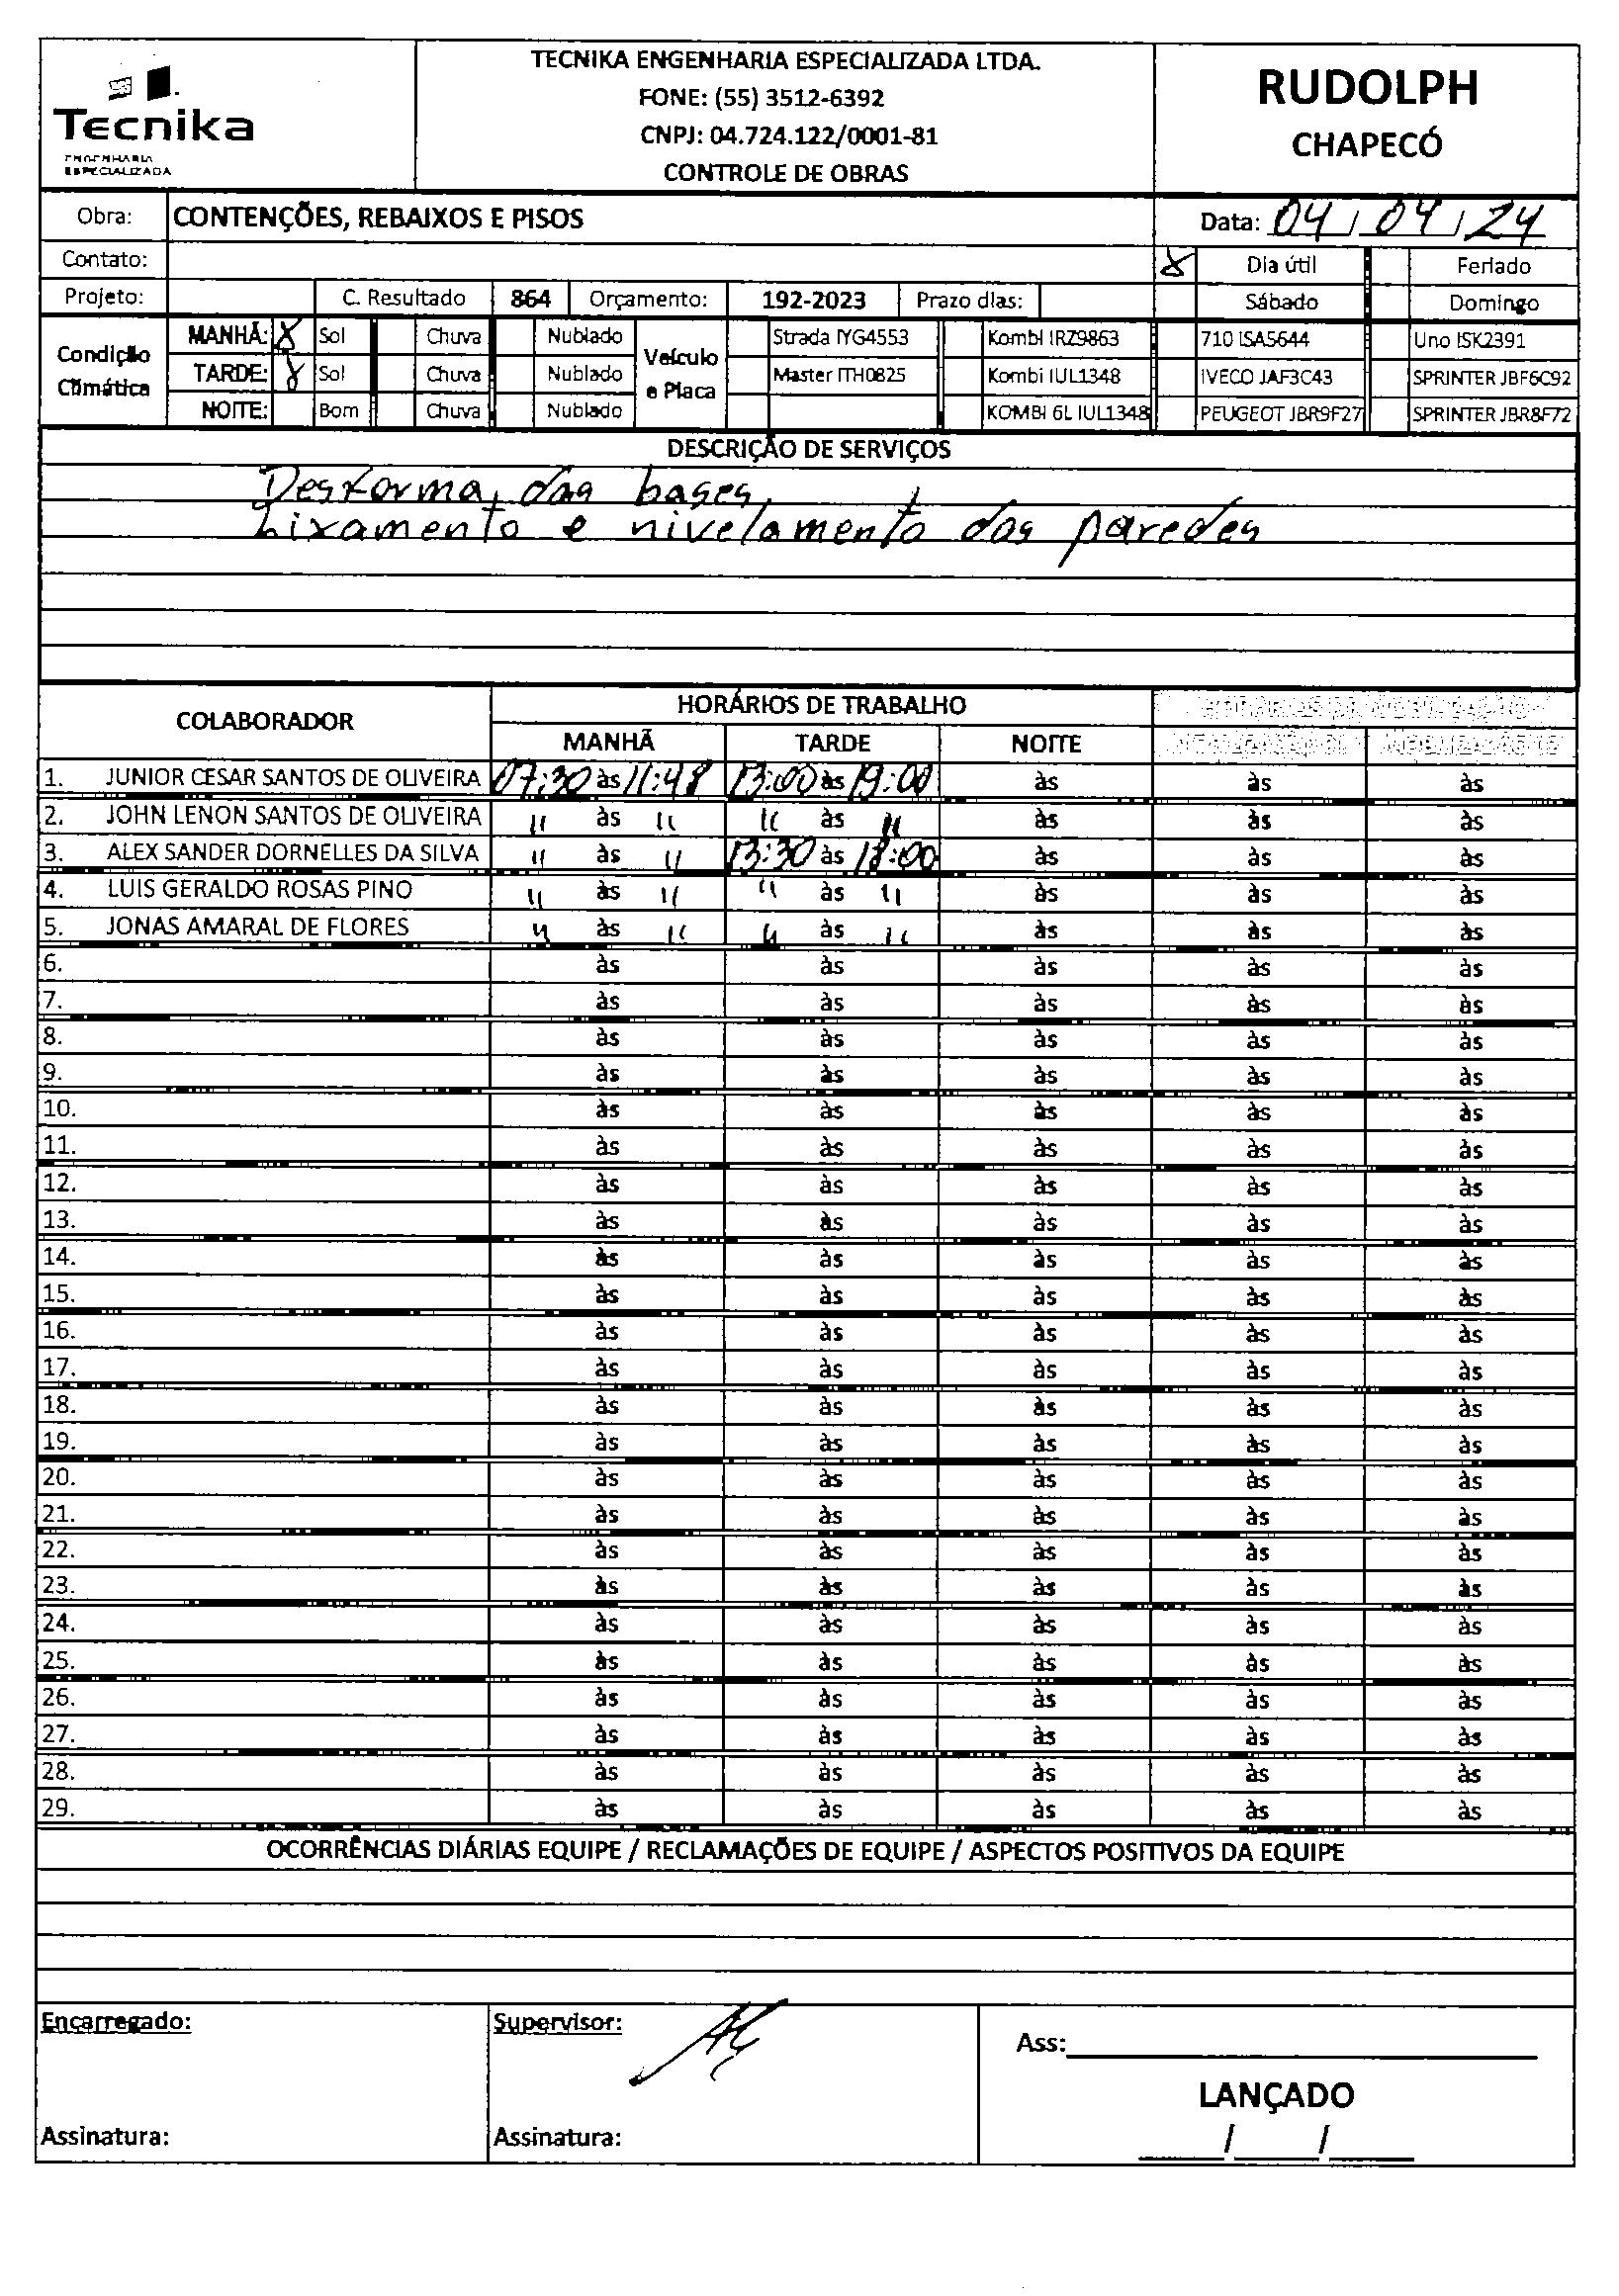 Tecnika
ENGENHARIA
ESPECIALIZADA
TECNIKA ENGENHARIA ESPECIALIZADA LTDA.
FONE: (55) 3512-6392
CNPJ: 04.724.122/0001-81
CONTROLE DE OBRAS
RUDOLPH
CHAPECÓ
Obra: CONTENÇÕES, REBAIXOS E PISOS Data: 04/04/24
Contato: X Dia útil Feriado
Projeto: C. Resultado 864 Orçamento: 192-2023 Prazo dias: Sábado Domingo
Condição Climática
MANHÃ: X Sol Chuva Nublado
TARDE: X Sol Chuva Nublado
NOITE: Bom Chuva Nublado
Veículo e Placa
Strada IYG4553 Kombi IRZ9863 710 ISA5644 Uno ISK2391
Master ITH0825 Kombi IUL1348 IVECO JAF3C43 SPRINTER JBF6C92
KOMBI 6L IUL1348 PEUGEOT JBR9F27 SPRINTER JBR8F72
DESCRIÇÃO DE SERVIÇOS
Desforma, das bases,
Lixamento e nivelamento das paredes
COLABORADOR HORÁRIOS DE TRABALHO
MANHÃ TARDE NOITE
1. JUNIOR CESAR SANTOS DE OLIVEIRA 07:30 às 11:48 13:00 às 19:00 às às às
2. JOHN LENON SANTOS DE OLIVEIRA " às " " às " às às às
3. ALEX SANDER DORNELLES DA SILVA " às " 13:30 às 18:00 às às às
4. LUIS GERALDO ROSAS PINO " às " " às " às às às
5. JONAS AMARAL DE FLORES " às " " às " às às às
6. às às às às às
7. às às às às às
8. às às às às às
9. às às às às às
10. às às às às às
11. às às às às às
12. às às às às às
13. às às às às às
14. às às às às às
15. às às às às às
16. às às às às às
17. às às às às às
18. às às às às às
19. às às às às às
20. às às às às às
21. às às às às às
22. às às às às às
23. às às às às às
24. às às às às às
25. às às às às às
26. às às às às às
27. às às às às às
28. às às às às às
29. às às às às às
OCORRÊNCIAS DIÁRIAS EQUIPE / RECLAMAÇÕES DE EQUIPE / ASPECTOS POSITIVOS DA EQUIPE
Encarregado: Supervisor:
Ass:
LANÇADO
Assinatura: Assinatura: / /